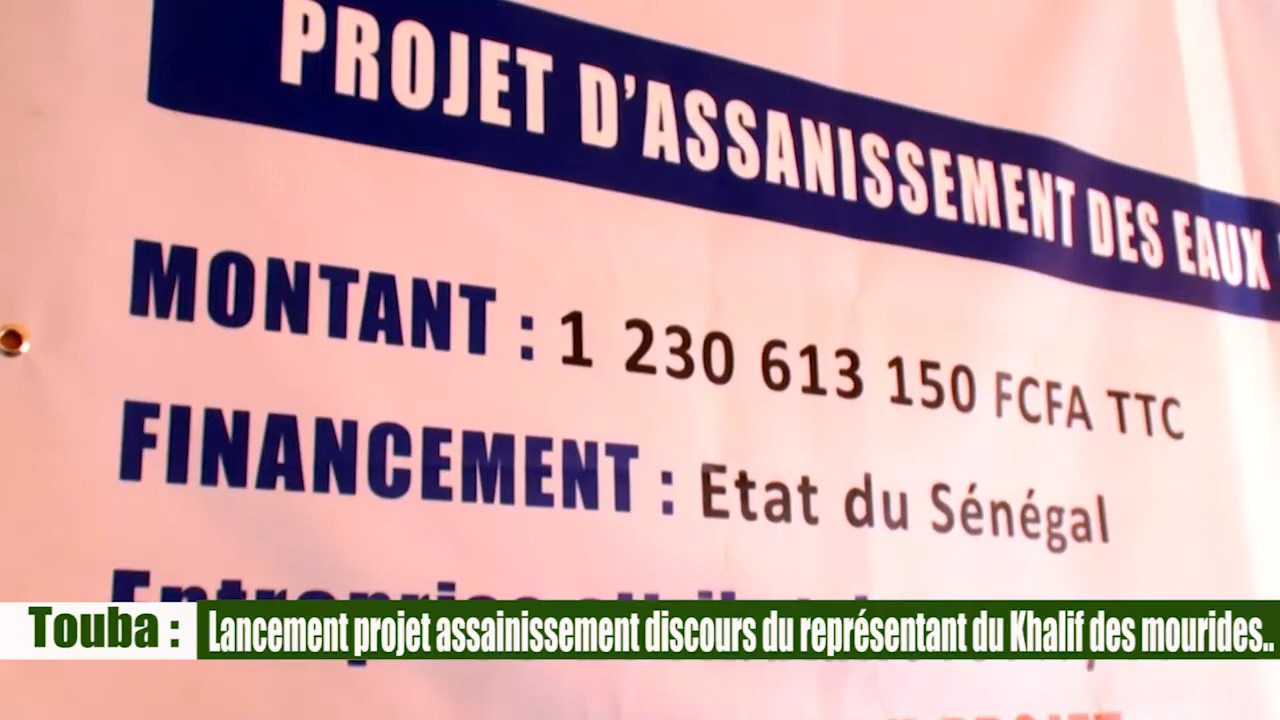 PROJET D'ASSANISSEMENT DES EAUX
MONTANT : 1 230 613 150 FCFA TTC
FINANCEMENT : Etat du Sénégal
Entreprise
Touba : Lancement projet assainissement discours du représentant du Khalif des mourides..